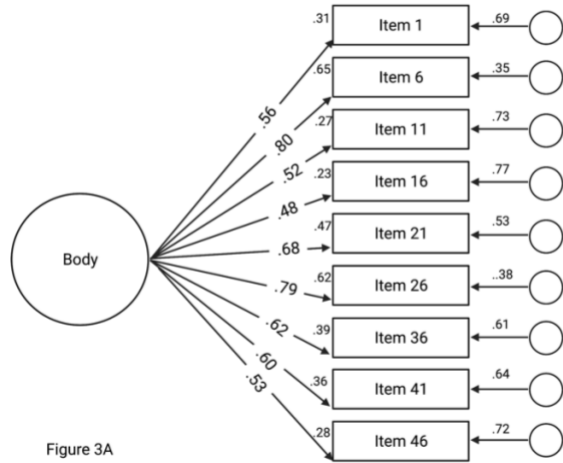 .31 Item 1 .69
.56
.65 Item 6 .35
.80
.27 Item 11 .73
.52
.23 Item 16 .77
.48
.47 Item 21 .53
.68
Body
.62 Item 26 ..38
.79
.39 Item 36 .61
.62
.36 Item 41 .64
.60
.53
.28 Item 46 .72
Figure 3A